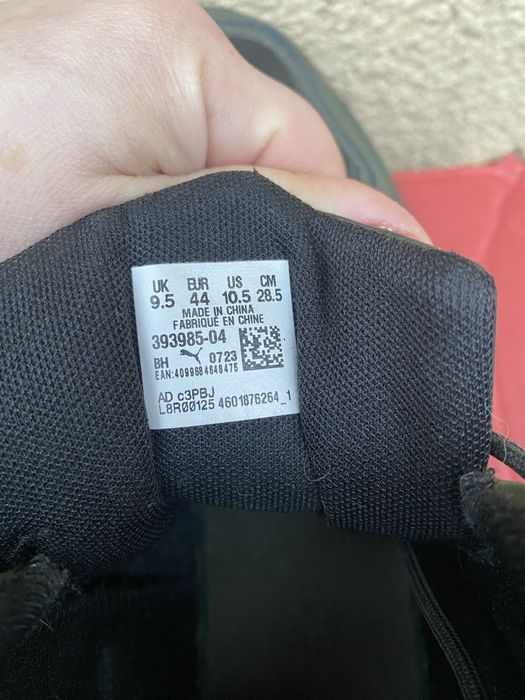 UK EUR US CM
9.5 44 10.5 28.5
MADE IN CHINA
FABRIQUÉ EN CHINE
393985-04
BH 0723
EAN:4099684648475
AD c3PBJ
L8RØ0125 4601876264_1